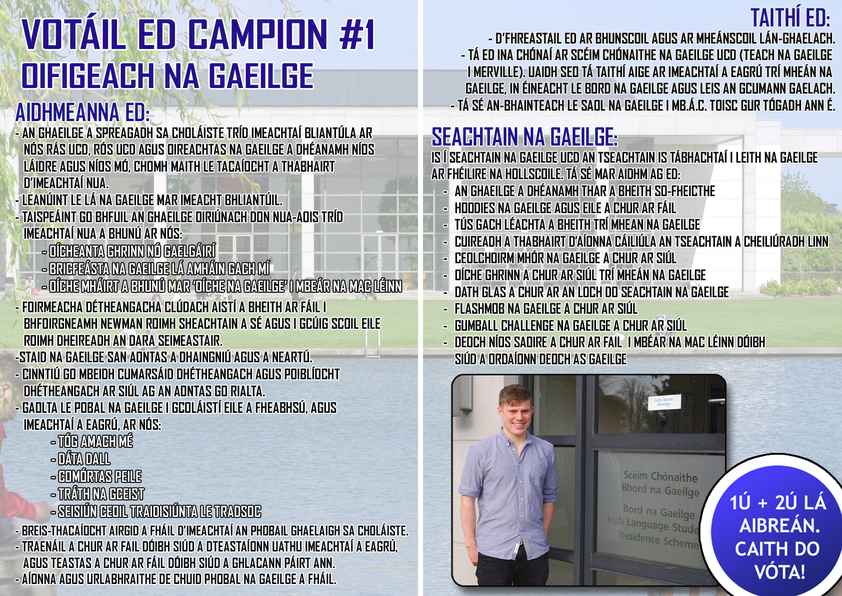 VOTÁIL ED CAMPION #1
OIFIGEACH NA GAEILGE
AIDHMEANNA ED:
- AN GHAEILGE A SPREAGADH SA CHOLÁISTE TRÍD IMEACHTAÍ BLIANTÚLA AR
NÓS RÁS UCD, RÓS UCD AGUS DIREACHTAS NA GAEILGE A DHÉANAMH NÍOS
LÁIDRE AGUS NÍOS MÓ, CHOMH MAITH LE TACAÍOCHT A THABHAIRT
D'IMEACHTAÍ NUA.
- LEANÚINT LE LÁ NA GAEILGE MAR IMEACHT BHLIANTÚIL.
- TAISPEÁINT GO BHFUIL AN GHAEILGE OIRIÚNACH DON NUA-AOIS TRÍD
IMEACHTAÍ NUA A BHUNÚ AR NÓS:
- OÍCHEANTA GHRINN NÓ GAELGÁIRÍ
- BRICFEÁSTA NA GAEILGE LÁ AMHÁIN GACH MÍ
- OÍCHE MHÁIRT A BHUNÚ MAR 'OÍCHE NA GAEILGE' I MBEÁR NA MAC LÉINN
- FOIRMEACHA DÉTHEANGACHA CLÚDACH AISTÍ A BHEITH AR FÁIL I
BHFOIRGNEAMH NEWMAN ROIMH SHEACHTAIN A SÉ AGUS I GCÚIG SCOIL EILE
ROIMH DHEIREADH AN DARA SEIMEASTAIR.
-STAID NA GAEILGE SAN AONTAS A DHAINGNIÚ AGUS A NEARTÚ.
- CINNTIÚ GO MBEIDH CUMARSÁID DHÉTHEANGACH AGUS POIBLÍOCHT
DHÉTHEANGACH AR SIÚL AG AN AONTAS GO RIALTA.
- GAOLTA LE POBAL NA GAEILGE I GCOLÁISTÍ EILE A FHEABHSÚ, AGUS
IMEACHTAÍ A EAGRÚ, AR NÓS:
- TÓG AMACH MÉ
- DÁTA DALL
- COMÓRTAS PEILE
- TRÁTH NA GCEIST
- SEISIÚN CEOIL TRAIDISIÚNTA LE TRADSOC
- BREIS-THACAÍOCHT AIRGID A FHÁIL D'IMEACHTAÍ AN PHOBAIL GHAELAIGH SA CHOLÁISTE.
- TRAENÁIL A CHUR AR FAIL DÓIBH SIÚD A DTEASTAÍONN UATHU IMEACHTAÍ A EAGRÚ,
AGUS TEASTAS A CHUR AR FÁIL DÓIBH SIÚD A GHLACANN PÁIRT ANN.
- AÍONNA AGUS URLABHRAITHE DE CHUID PHOBAL NA GAEILGE A FHÁIL.
TAITHÍ ED:
- D'FHREASTAIL ED AR BHUNSCOIL AGUS AR MHEÁNSCOIL LÁN-GHAELACH.
- TÁ ED INA CHÓNAÍ AR SCÉIM CHÓNAITHE NA GAEILGE UCD (TEACH NA GAEILGE
I MERVILLE). UAIDH SEO TÁ TAITHÍ AIGE AR IMEACHTAÍ A EAGRÚ TRÍ MHEÁN NA
GAEILGE, IN ÉINEACHT LE BORD NA GAEILGE AGUS LEIS AN GCUMANN GAELACH.
- TÁ SÉ AN-BHAINTEACH LE SAOL NA GAEILGE I MB.Á.C. TOISC GUR TÓGADH ANN É.
SEACHTAIN NA GAEILGE:
IS Í SEACHTAIN NA GAEILGE UCD AN TSEACHTAIN IS TÁBHACHTAÍ I LEITH NA GAEILGE
AR FHÉILIRE NA HOLLSCOILE. TÁ SÉ MAR AIDHM AG ED:
- AN GHAEILGE A DHÉANAMH THAR A BHEITH SO-FHEICTHE
- HOODIES NA GAEILGE AGUS EILE A CHUR AR FÁIL
- TÚS GACH LÉACHTA A BHEITH TRÍ MHEAN NA GAEILGE
- CUIREADH A THABHAIRT D'AÍONNA CÁILIÚLA AN TSEACHTAIN A CHEILIÚRADH LINN
- CEOLCHOIRM MHÓR NA GAEILGE A CHUR AR SIÚL
- OÍCHE GHRINN A CHUR AR SIÚL TRÍ MHEÁN NA GAEILGE
- DATH GLAS A CHUR AR AN LOCH DO SEACHTAIN NA GAEILGE
- FLASHMOB NA GAEILGE A CHUR AR SIÚL
- GUMBALL CHALLENGE NA GAEILGE A CHUR AR SIÚL
- DEOCH NÍOS SAOIRE A CHUR AR FAIL I MBÉAR NA MAC LÉINN DÓIBH
SIÚD A ORDAÍONN DEOCH AS GAEILGE
Scéim Chónaithe
Bhord na Gaeilge
Bord na Gaeilge
Irish Language Stude
Residence Scheme
1Ú + 2Ú LÁ
AIBREÁN.
CAITH DO
VÓTA!